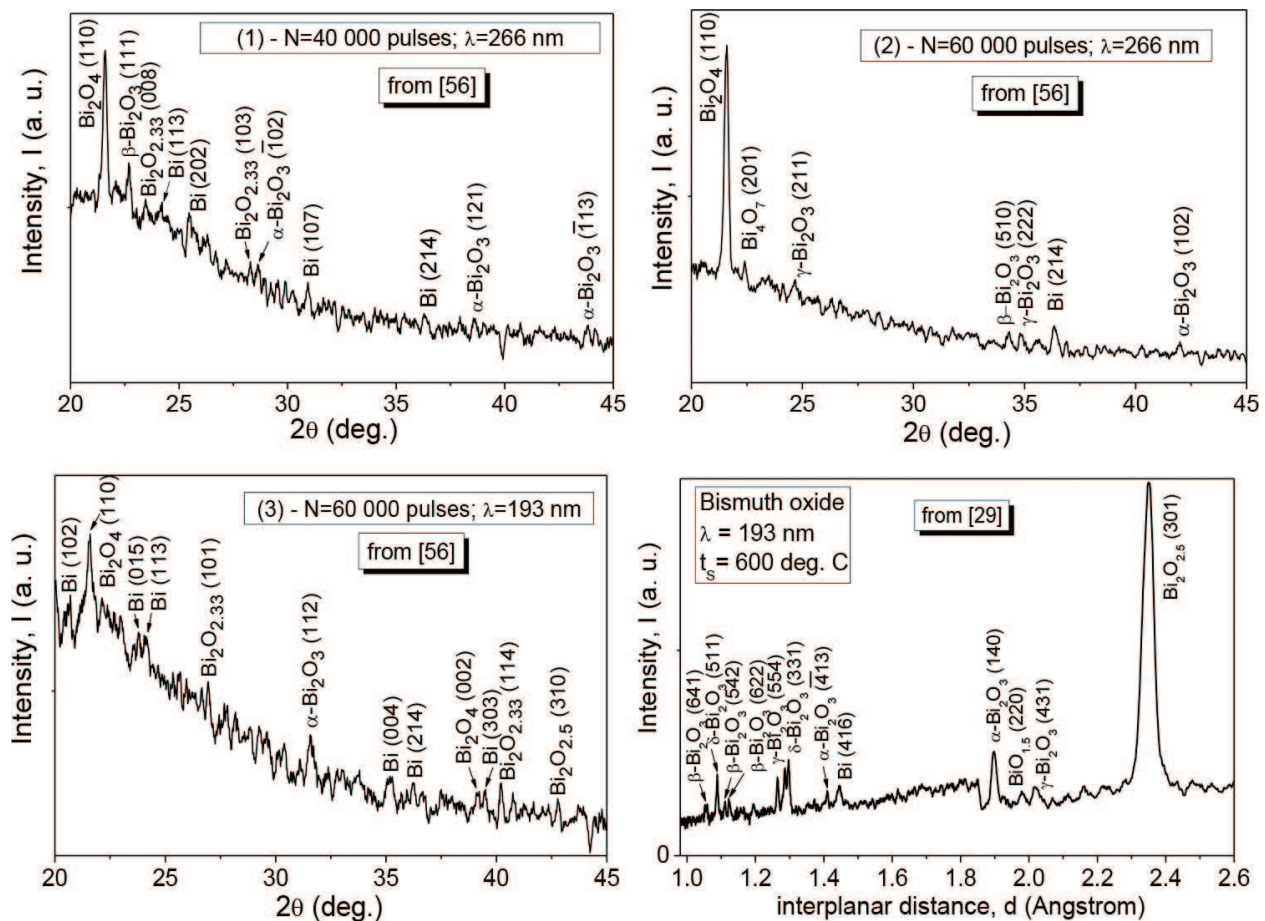 (1) - N=40 000 pulses; λ=266 nm
from [56]
Intensity, I (a. u.)
Bi₂O₄ (110)
β-Bi₂O₃ (111)
Bi₂O₂.₃₃ (008)
Bi (113)
Bi (202)
Bi₂O₂.₃₃ (103)
α-Bi₂O₃ (1̅02)
Bi (107)
Bi (214)
α-Bi₂O₃ (121)
α-Bi₂O₃ (1̅13)
20 25 30 35 40 45
2θ (deg.)
(2) - N=60 000 pulses; λ=266 nm
from [56]
Intensity, I (a. u.)
Bi₂O₄ (110)
Bi₄O₇ (201)
γ-Bi₂O₃ (211)
β-Bi₂O₃ (510)
γ-Bi₂O₃ (222)
Bi (214)
α-Bi₂O₃ (102)
20 25 30 35 40 45
2θ (deg.)
(3) - N=60 000 pulses; λ=193 nm
from [56]
Intensity, I (a. u.)
Bi (102)
Bi₂O₄ (110)
Bi (015)
Bi (113)
Bi₂O₂.₃₃ (101)
α-Bi₂O₃ (112)
Bi (004)
Bi (214)
Bi₂O₄ (002)
Bi (303)
Bi₂O₂.₃₃ (114)
Bi₂O₂.₅ (310)
20 25 30 35 40 45
2θ (deg.)
Bismuth oxide
λ = 193 nm
tₛ= 600 deg. C
from [29]
Intensity, I (a. u.)
β-Bi₂O₃ (641)
δ-Bi₂O₃ (511)
β-Bi₂O₃ (542)
β-Bi₂O₃ (622)
γ-Bi₂O₃ (554)
δ-Bi₂O₃ (331)
α-Bi₂O₃ (4̅13)
Bi (416)
α-Bi₂O₃ (140)
BiO₁.₅ (220)
γ-Bi₂O₃ (431)
Bi₂O₂.₅ (301)
0
1.0 1.2 1.4 1.6 1.8 2.0 2.2 2.4 2.6
interplanar distance, d (Angstrom)